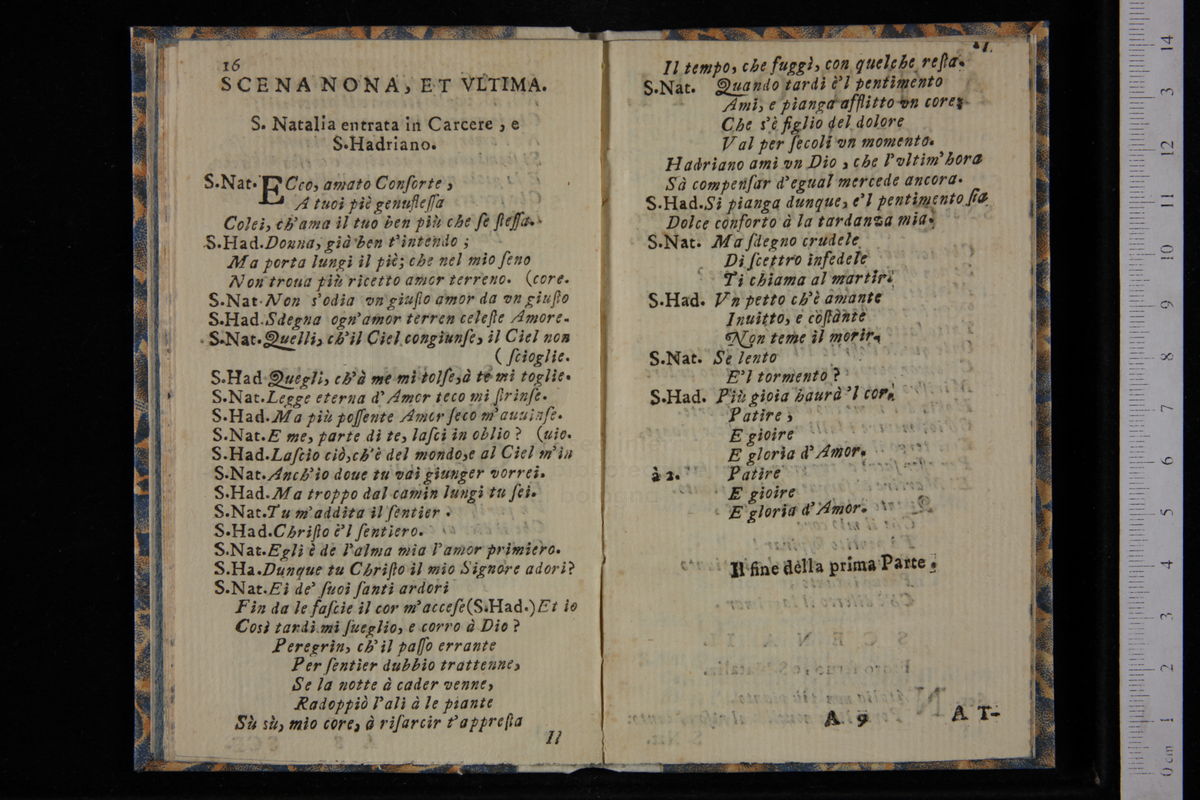 16
SCENA NONA, ET VLTIMA.
S. Natalia entrata in Carcere, e
S.Hadriano.
S.Nat. ECco, amato Conſorte,
A tuoi piè genufleſſa
Colei, ch'ama il tuo ben più che ſe ſteſſa.
S.Had. Donna, già ben t'intendo;
Ma porta lungi il piè; che nel mio ſeno
Non troua più ricetto amor terreno. (core.
S.Nat. Non s'odia vn giuſto amor da vn giuſto
S.Had. Sdegna ogn'amor terren celeſte Amore.
S.Nat. Quelli, ch'il Ciel congiunſe, il Ciel non
(ſcioglie.
S.Had. Quegli, ch'à me mi tolſe, à te mi toglie.
S.Nat. Legge eterna d'Amor teco mi ſtrinſe.
S.Had. Ma più poſſente Amor ſeco m'auuinſe.
S.Nat. E me, parte di te, laſci in oblio? (uio.
S.Had. Laſcio ciò, ch'è del mondo, e al Ciel m'in
S.Nat. Anch'io doue tu vai giunger vorrei.
S.Had. Ma troppo dal camin lungi tu ſei.
S.Nat. Tu m'addita il ſentier.
S.Had. Chriſto è'l ſentiero.
S.Nat. Egli è de l'alma mia l'amor primiero.
S.Ha. Dunque tu Chriſto il mio Signore adori?
S.Nat. Ei de' ſuoi ſanti ardori
Fin da le faſcie il cor m'acceſe (S.Had.) Et io
Così tardi mi ſueglio, e corro à Dio?
Peregrin, ch'il paſſo errante
Per ſentier dubbio trattenne,
Se la notte à cader venne,
Radoppiò l'ali à le piante
Sù sù, mio core, à riſarcir t'appreſta
Il
Il tempo, che fuggì, con quel che reſta.
S.Nat. Quando tardi è'l pentimento
Ami, e pianga afflitto vn core;
Che s'è figlio del dolore
Val per ſecoli vn momento.
Hadriano ami vn Dio, che l'vltim'hora
Sà compenſar d'egual mercede ancora.
S.Had. Si pianga dunque, e'l pentimento ſia
Dolce conforto à la tardanza mia.
S.Nat. Ma ſdegno crudele
Di ſcettro infedele
Ti chiama al martir.
S.Had. Vn petto ch'è amante
Inuitto, e coſtante
Non teme il morir.
S.Nat. Se lento
E'l tormento?
S.Had. Più gioia haurà 'l cor.
Patire,
E gioire
E gloria d'Amor.
à 2. Patire
E gioire
E gloria d'Amor.
Il fine della prima Parte.
A 9 AT-